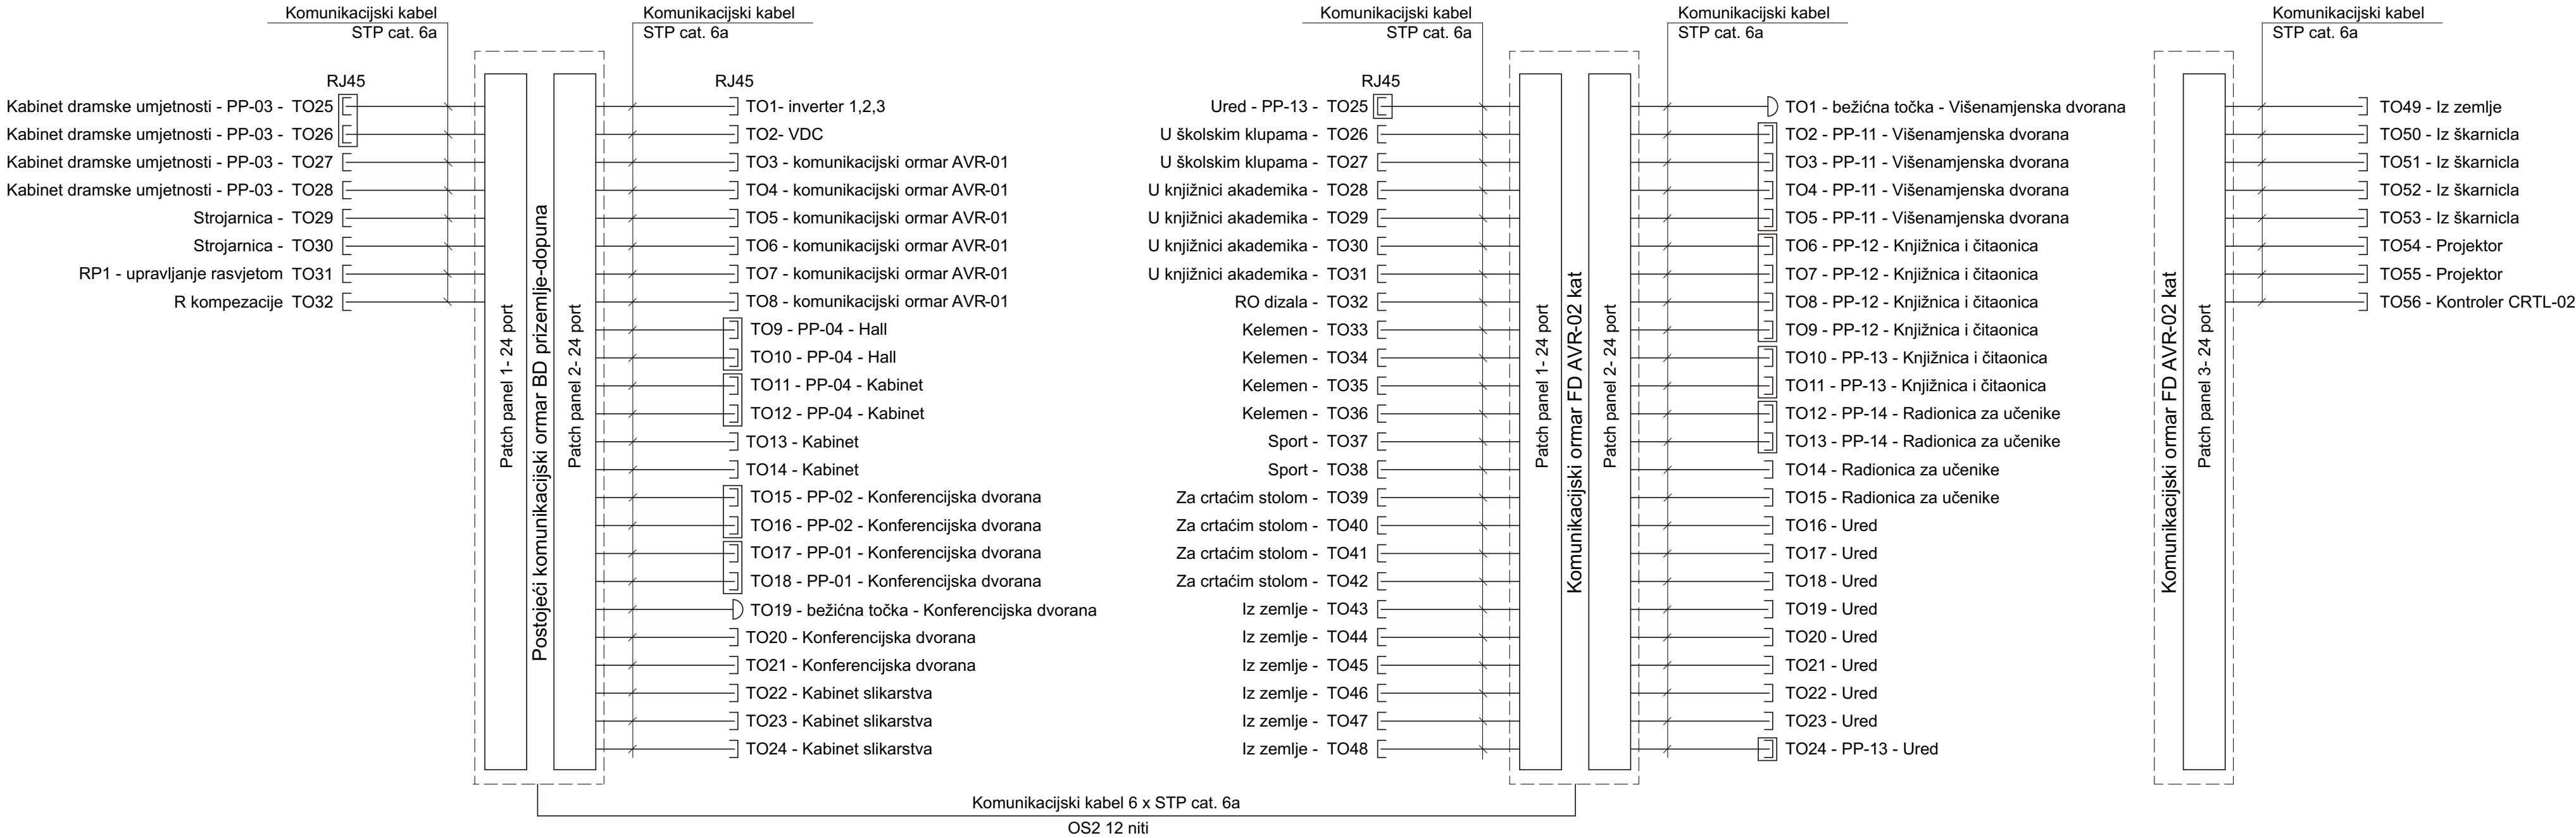 Komunikacijski kabel
STP cat. 6a
RJ45
Kabinet dramske umjetnosti - PP-03 - TO25
Kabinet dramske umjetnosti - PP-03 - TO26
Kabinet dramske umjetnosti - PP-03 - TO27
Kabinet dramske umjetnosti - PP-03 - TO28
Strojarnica - TO29
Strojarnica - TO30
RP1 - upravljanje rasvjetom TO31
R kompezacije TO32
Patch panel 1- 24 port
Postojeći komunikacijski ormar BD prizemlje-dopuna
Patch panel 2- 24 port
Komunikacijski kabel
STP cat. 6a
RJ45
TO1- inverter 1,2,3
TO2- VDC
TO3 - komunikacijski ormar AVR-01
TO4 - komunikacijski ormar AVR-01
TO5 - komunikacijski ormar AVR-01
TO6 - komunikacijski ormar AVR-01
TO7 - komunikacijski ormar AVR-01
TO8 - komunikacijski ormar AVR-01
TO9 - PP-04 - Hall
TO10 - PP-04 - Hall
TO11 - PP-04 - Kabinet
TO12 - PP-04 - Kabinet
TO13 - Kabinet
TO14 - Kabinet
TO15 - PP-02 - Konferencijska dvorana
TO16 - PP-02 - Konferencijska dvorana
TO17 - PP-01 - Konferencijska dvorana
TO18 - PP-01 - Konferencijska dvorana
TO19 - bežićna točka - Konferencijska dvorana
TO20 - Konferencijska dvorana
TO21 - Konferencijska dvorana
TO22 - Kabinet slikarstva
TO23 - Kabinet slikarstva
TO24 - Kabinet slikarstva
Komunikacijski kabel
STP cat. 6a
RJ45
Ured - PP-13 - TO25
U školskim klupama - TO26
U školskim klupama - TO27
U knjižnici akademika - TO28
U knjižnici akademika - TO29
U knjižnici akademika - TO30
U knjižnici akademika - TO31
RO dizala - TO32
Kelemen - TO33
Kelemen - TO34
Kelemen - TO35
Kelemen - TO36
Sport - TO37
Sport - TO38
Za crtaćim stolom - TO39
Za crtaćim stolom - TO40
Za crtaćim stolom - TO41
Za crtaćim stolom - TO42
Iz zemlje - TO43
Iz zemlje - TO44
Iz zemlje - TO45
Iz zemlje - TO46
Iz zemlje - TO47
Iz zemlje - TO48
Patch panel 1- 24 port
Komunikacijski ormar FD AVR-02 kat
Patch panel 2- 24 port
Komunikacijski kabel
STP cat. 6a
TO1 - bežićna točka - Višenamjenska dvorana
TO2 - PP-11 - Višenamjenska dvorana
TO3 - PP-11 - Višenamjenska dvorana
TO4 - PP-11 - Višenamjenska dvorana
TO5 - PP-11 - Višenamjenska dvorana
TO6 - PP-12 - Knjižnica i čitaonica
TO7 - PP-12 - Knjižnica i čitaonica
TO8 - PP-12 - Knjižnica i čitaonica
TO9 - PP-12 - Knjižnica i čitaonica
TO10 - PP-13 - Knjižnica i čitaonica
TO11 - PP-13 - Knjižnica i čitaonica
TO12 - PP-14 - Radionica za učenike
TO13 - PP-14 - Radionica za učenike
TO14 - Radionica za učenike
TO15 - Radionica za učenike
TO16 - Ured
TO17 - Ured
TO18 - Ured
TO19 - Ured
TO20 - Ured
TO21 - Ured
TO22 - Ured
TO23 - Ured
TO24 - PP-13 - Ured
Komunikacijski ormar FD AVR-02 kat
Patch panel 3- 24 port
Komunikacijski kabel
STP cat. 6a
TO49 - Iz zemlje
TO50 - Iz škarnicla
TO51 - Iz škarnicla
TO52 - Iz škarnicla
TO53 - Iz škarnicla
TO54 - Projektor
TO55 - Projektor
TO56 - Kontroler CRTL-02
Komunikacijski kabel 6 x STP cat. 6a
OS2 12 niti